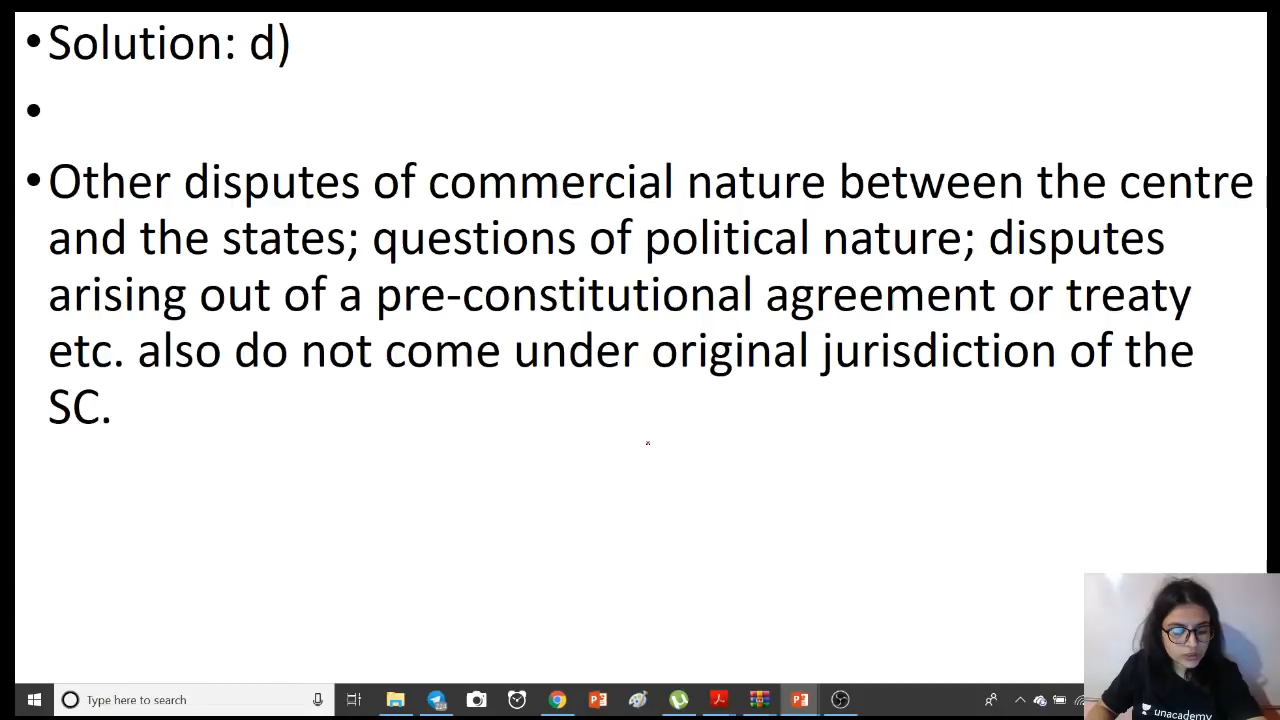 •Solution: d)
•
•Other disputes of commercial nature between the centre
and the states; questions of political nature; disputes
arising out of a pre-constitutional agreement or treaty
etc. also do not come under original jurisdiction of the
SC.
Type here to search
unacademy